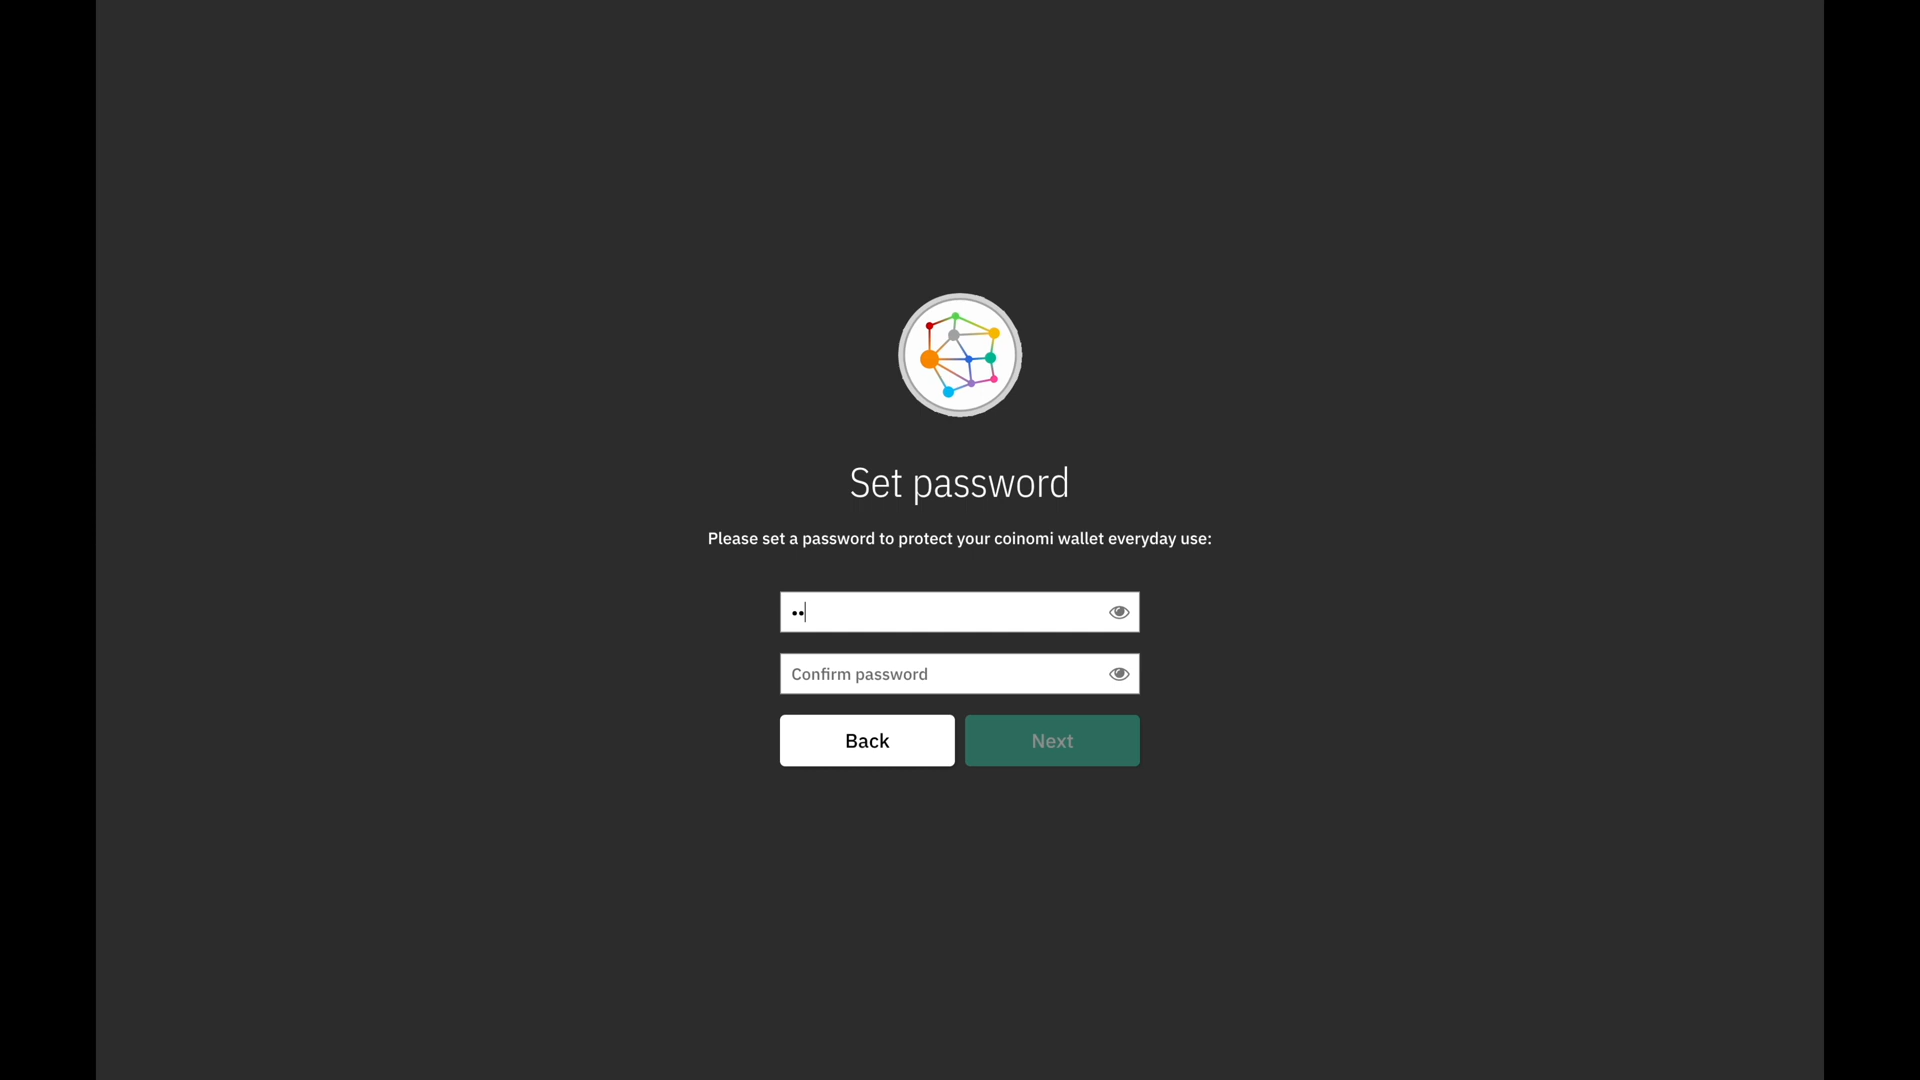 Set password
Please set a password to protect your coinomi wallet everyday use:
••
Confirm password
Back
Next